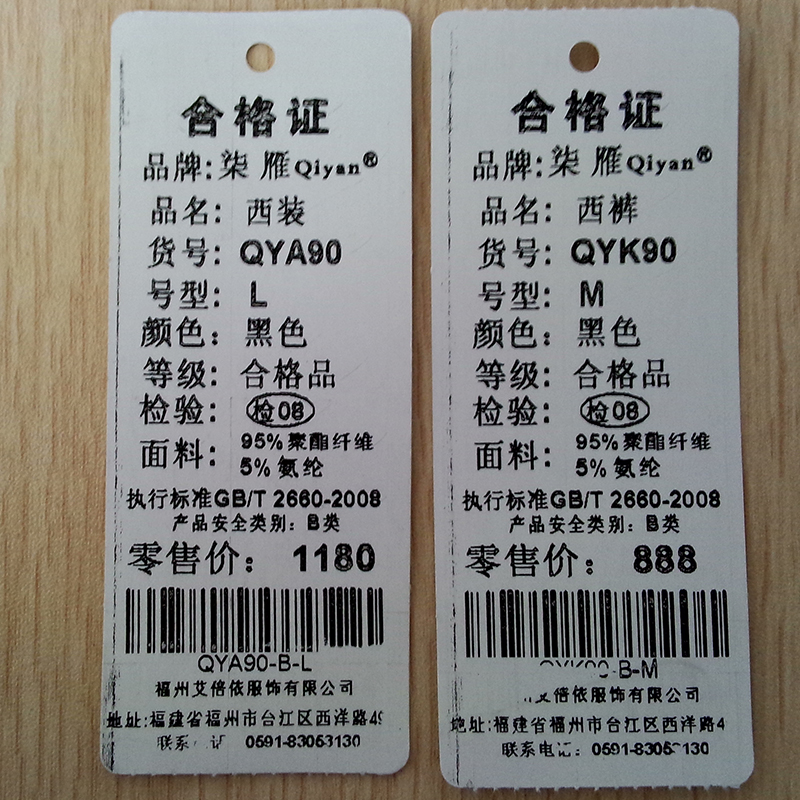 合格证
品牌:柒雁Qiyan®
品名: 西装
货号: QYA90
号型: L
颜色: 黑色
等级: 合格品
检验: 检08
面料: 95%聚酯纤维
5%氨纶
执行标准GB/T 2660-2008
产品安全类别: B类
零售价: 1180
QYA90-B-L
福州艾倍依服饰有限公司
地址:福建省福州市台江区西洋路49
联系 0591-83053130
合格证
品牌:柒雁Qiyan®
品名: 西裤
货号: QYK90
号型: M
颜色: 黑色
等级: 合格品
检验: 检08
面料: 95%聚酯纤维
5%氨纶
执行标准GB/T 2660-2008
产品安全类别: B类
零售价: 888
-B-M
艾倍依服饰有限公司
地址:福建省福州市台江区西洋路4
联系电话: 0591-83053130